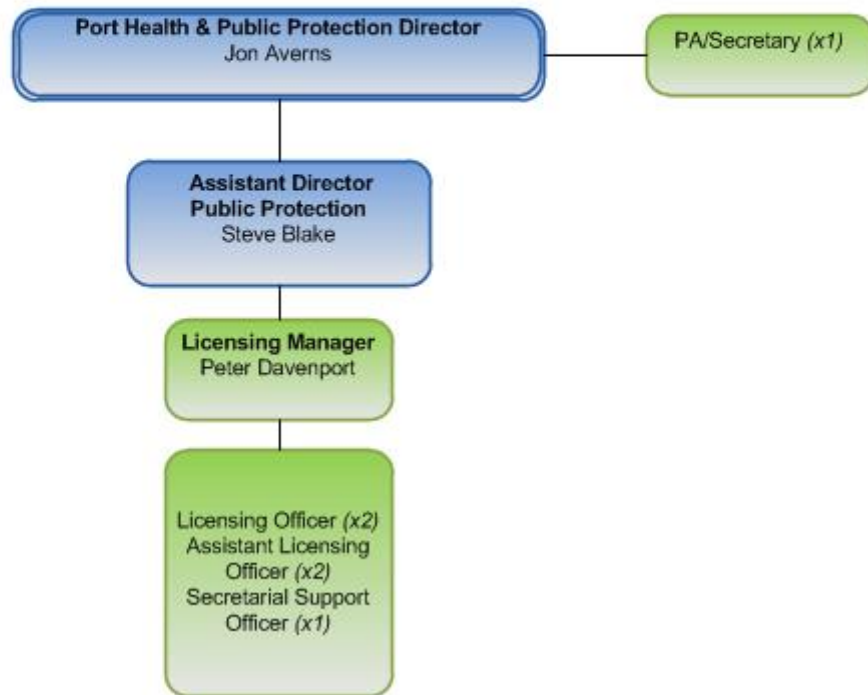 Port Health & Public Protection Director
Jon Averns
PA/Secretary (x1)
Assistant Director
Public Protection
Steve Blake
Licensing Manager
Peter Davenport
Licensing Officer (x2)
Assistant Licensing
Officer (x2)
Secretarial Support
Officer (x1)